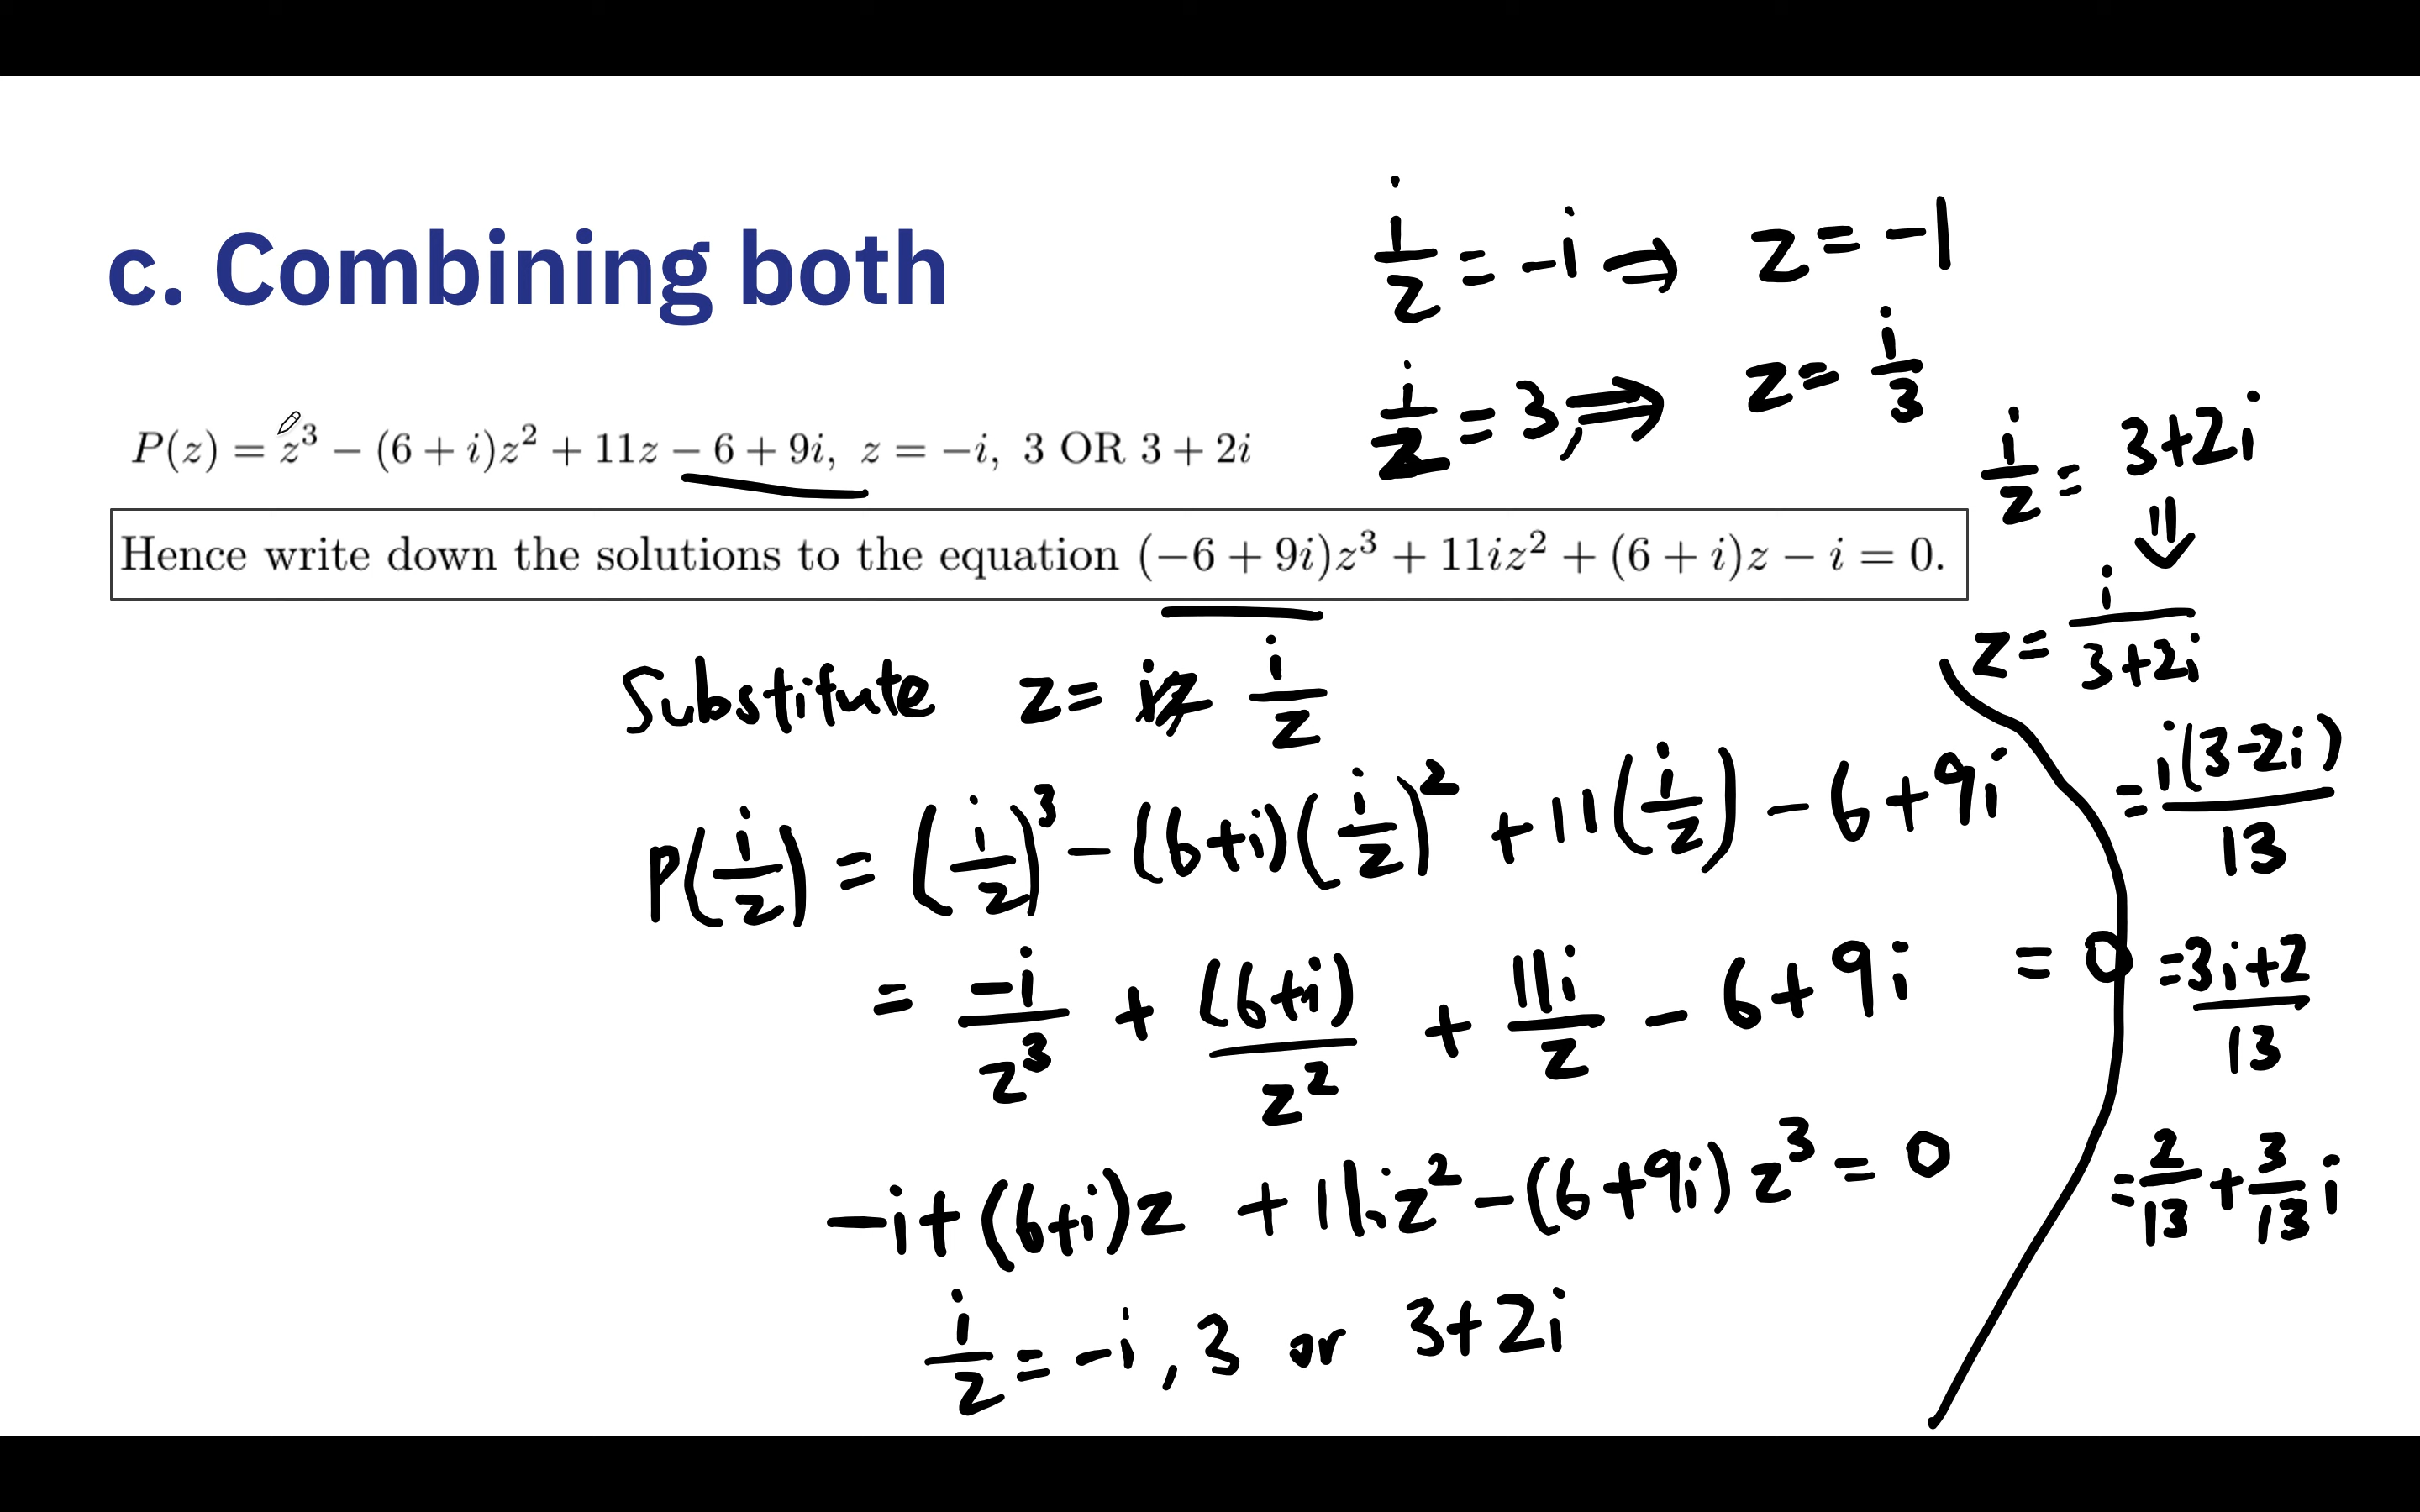 c. Combining both
P(z) = z³ − (6 + i)z² + 11z − 6 + 9i, z = −i, 3 OR 3 + 2i
Hence write down the solutions to the equation (−6 + 9i)z³ + 11iz² + (6 + i)z − i = 0.
i/z = -i ⇒ z = -1
i/z = 3, ⇒ z = i/3
i/z = 3+2i
⇓
z = i/(3+2i)
= i(3-2i)/13
= (3i+2)/13
= 2/13 + 3/13 i
Substitute z = i/z
P(i/z) = (i/z)³ - (6+i)(i/z)² + 11(i/z) - 6 + 9i
= -i/z³ + (6+i)/z² + 11i/z - 6 + 9i = 0
-i + (6+i)z + 11iz² - (6+9i)z³ = 0
i/z = -i, 3 or 3+2i